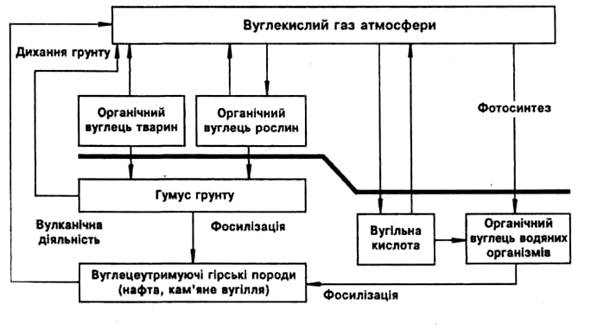 Вуглекислий газ атмосфери
Дихання грунту
Органічний
вуглець тварин
Органічний
вуглець рослин
Фотосинтез
Гумус грунту
Вулканічна
діяльність
Фосилізація
Вугільна
кислота
Органічний
вуглець водяних
організмів
Вуглецеутримуючі гірські породи
(нафта, кам'яне вугілля)
Фосилізація